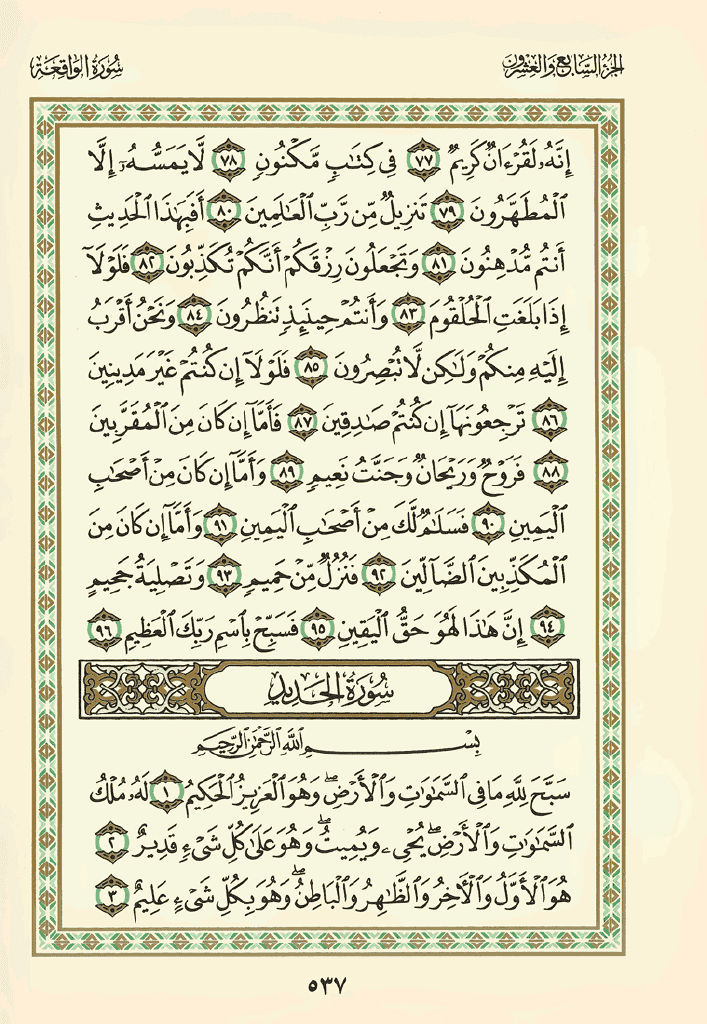 الجزء السابع والعشرون
سورة الواقعة
إِنَّهُۥ لَقُرْءَانٌ كَرِيمٌ ٧٧ فِى كِتَٰبٍ مَّكْنُونٍ ٧٨ لَّا يَمَسُّهُۥٓ إِلَّا
ٱلْمُطَهَّرُونَ ٧٩ تَنزِيلٌ مِّن رَّبِّ ٱلْعَٰلَمِينَ ٨٠ أَفَبِهَٰذَا ٱلْحَدِيثِ
أَنتُم مُّدْهِنُونَ ٨١ وَتَجْعَلُونَ رِزْقَكُمْ أَنَّكُمْ تُكَذِّبُونَ ٨٢ فَلَوْلَآ
إِذَا بَلَغَتِ ٱلْحُلْقُومَ ٨٣ وَأَنتُمْ حِينَئِذٍ تَنظُرُونَ ٨٤ وَنَحْنُ أَقْرَبُ
إِلَيْهِ مِنكُمْ وَلَٰكِن لَّا تُبْصِرُونَ ٨٥ فَلَوْلَآ إِن كُنتُمْ غَيْرَ مَدِينِينَ
٨٦ تَرْجِعُونَهَآ إِن كُنتُمْ صَٰدِقِينَ ٨٧ فَأَمَّآ إِن كَانَ مِنَ ٱلْمُقَرَّبِينَ
٨٨ فَرَوْحٌ وَرَيْحَانٌ وَجَنَّتُ نَعِيمٍ ٨٩ وَأَمَّآ إِن كَانَ مِنْ أَصْحَٰبِ
ٱلْيَمِينِ ٩٠ فَسَلَٰمٌ لَّكَ مِنْ أَصْحَٰبِ ٱلْيَمِينِ ٩١ وَأَمَّآ إِن كَانَ مِنَ
ٱلْمُكَذِّبِينَ ٱلضَّآلِّينَ ٩٢ فَنُزُلٌ مِّنْ حَمِيمٍ ٩٣ وَتَصْلِيَةُ جَحِيمٍ
٩٤ إِنَّ هَٰذَا لَهُوَ حَقُّ ٱلْيَقِينِ ٩٥ فَسَبِّحْ بِٱسْمِ رَبِّكَ ٱلْعَظِيمِ ٩٦
سُورَةُ الحَدِيد
بِسْمِ ٱللَّهِ ٱلرَّحْمَٰنِ ٱلرَّحِيمِ
سَبَّحَ لِلَّهِ مَا فِى ٱلسَّمَٰوَٰتِ وَٱلْأَرْضِ ۖ وَهُوَ ٱلْعَزِيزُ ٱلْحَكِيمُ ١ لَهُۥ مُلْكُ
ٱلسَّمَٰوَٰتِ وَٱلْأَرْضِ ۖ يُحْىِۦ وَيُمِيتُ ۖ وَهُوَ عَلَىٰ كُلِّ شَىْءٍ قَدِيرٌ ٢
هُوَ ٱلْأَوَّلُ وَٱلْءَاخِرُ وَٱلظَّٰهِرُ وَٱلْبَاطِنُ ۖ وَهُوَ بِكُلِّ شَىْءٍ عَلِيمٌ ٣
٥٣٧